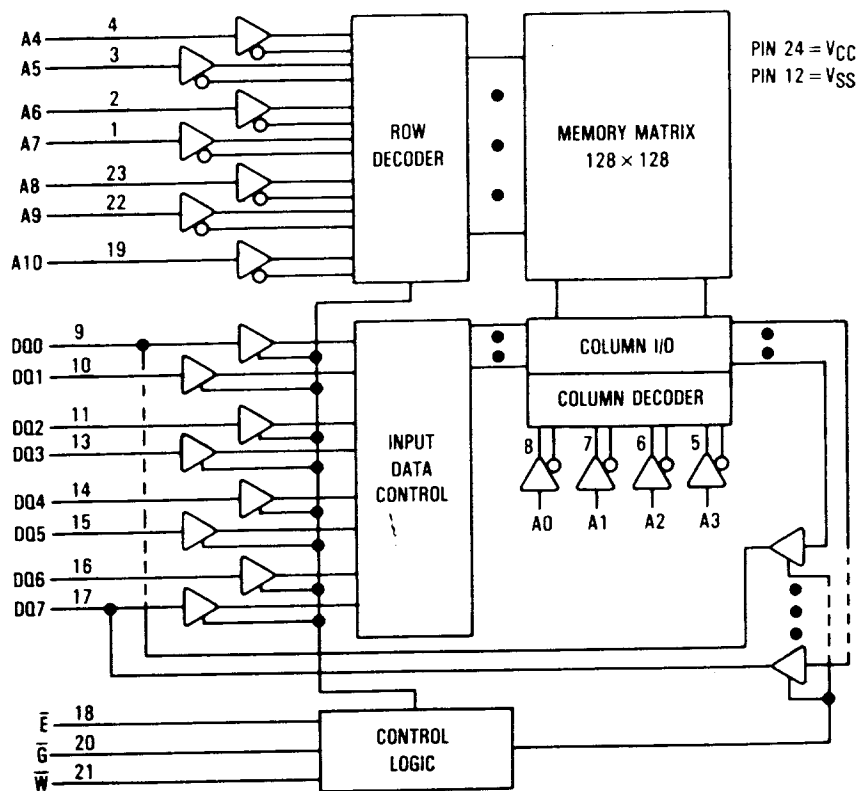 A4 4
A5 3
A6 2
A7 1
A8 23
A9 22
A10 19
ROW
DECODER
MEMORY MATRIX
128 × 128
PIN 24 = VCC
PIN 12 = VSS
DQ0 9
DQ1 10
DQ2 11
DQ3 13
DQ4 14
DQ5 15
DQ6 16
DQ7 17
INPUT
DATA
CONTROL
COLUMN I/O
COLUMN DECODER
8 7 6 5
A0 A1 A2 A3
E̅ 18
G̅ 20
W̅ 21
CONTROL
LOGIC